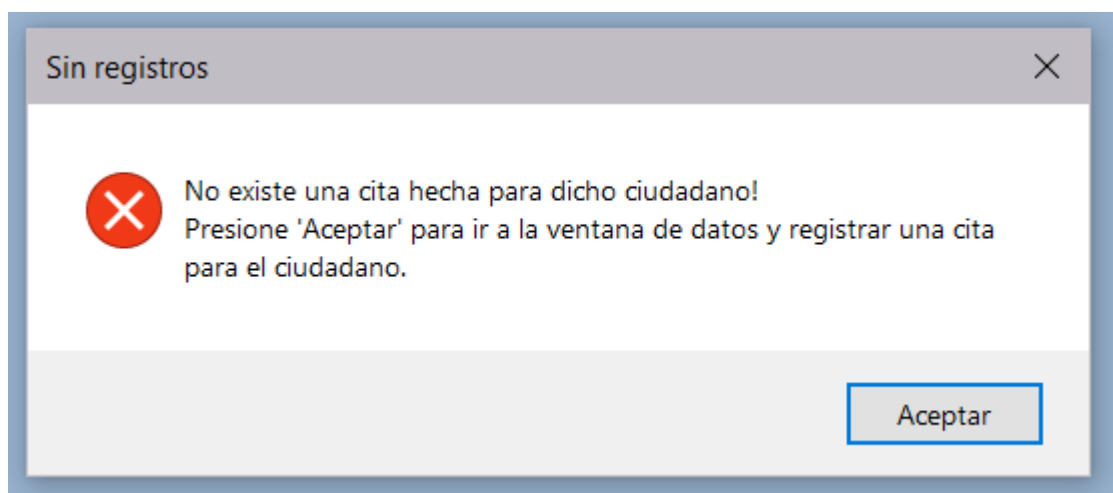 Sin registros
No existe una cita hecha para dicho ciudadano!
Presione 'Aceptar' para ir a la ventana de datos y registrar una cita
para el ciudadano.
Aceptar